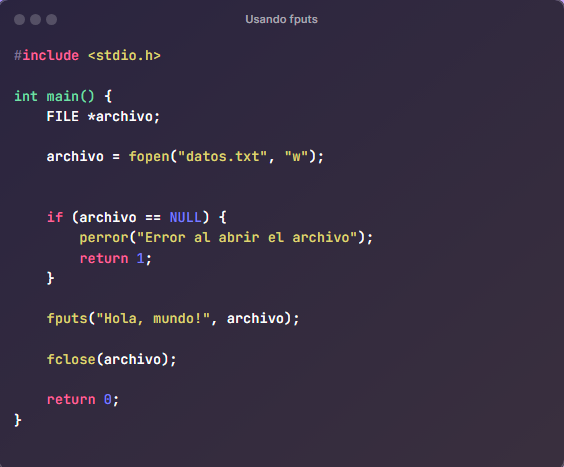 Usando fputs
#include <stdio.h>
int main() {
    FILE *archivo;
    archivo = fopen("datos.txt", "w");
    if (archivo == NULL) {
        perror("Error al abrir el archivo");
        return 1;
    }
    fputs("Hola, mundo!", archivo);
    fclose(archivo);
    return 0;
}